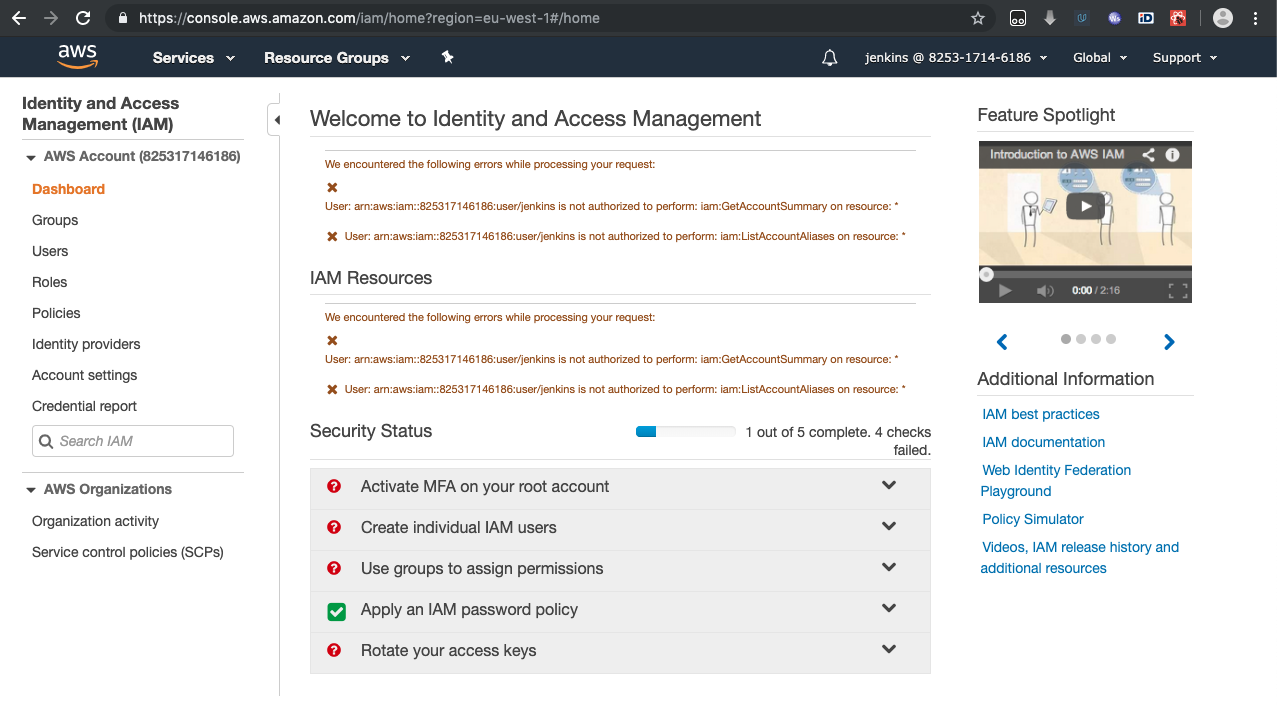 https://console.aws.amazon.com/iam/home?region=eu-west-1#/home
aws
Services
Resource Groups
jenkins @ 8253-1714-6186
Global
Support
Identity and Access
Management (IAM)
AWS Account (825317146186)
Dashboard
Groups
Users
Roles
Policies
Identity providers
Account settings
Credential report
Search IAM
AWS Organizations
Organization activity
Service control policies (SCPs)
Welcome to Identity and Access Management
We encountered the following errors while processing your request:
User: arn:aws:iam::825317146186:user/jenkins is not authorized to perform: iam:GetAccountSummary on resource: *
User: arn:aws:iam::825317146186:user/jenkins is not authorized to perform: iam:ListAccountAliases on resource: *
IAM Resources
We encountered the following errors while processing your request:
User: arn:aws:iam::825317146186:user/jenkins is not authorized to perform: iam:GetAccountSummary on resource: *
User: arn:aws:iam::825317146186:user/jenkins is not authorized to perform: iam:ListAccountAliases on resource: *
Security Status
1 out of 5 complete. 4 checks
failed.
Activate MFA on your root account
Create individual IAM users
Use groups to assign permissions
Apply an IAM password policy
Rotate your access keys
Feature Spotlight
Introduction to AWS IAM
0:00 / 2:16
Additional Information
IAM best practices
IAM documentation
Web Identity Federation
Playground
Policy Simulator
Videos, IAM release history and
additional resources